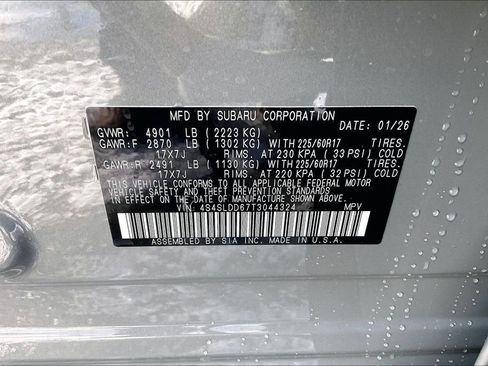 MFD BY SUBARU CORPORATION
DATE: 01/26
GVWR: 4901 LB ( 2223 KG)
GAWR:F 2870 LB ( 1302 KG) WITH 225/60R17 TIRES.
17X7J RIMS. AT 230 KPA ( 33 PSI) COLD
GAWR:R 2491 LB ( 1130 KG) WITH 225/60R17 TIRES.
17X7J RIMS. AT 220 KPA ( 32 PSI) COLD
THIS VEHICLE CONFORMS TO ALL APPLICABLE FEDERAL MOTOR
VEHICLE SAFETY AND THEFT PREVENTION STANDARDS
IN EFFECT ON THE DATE OF MANUFACTURE SHOWN ABOVE.
VIN: 4S4SLDD67T3044324 MPV
ASSEMBLED BY SIA INC. MADE IN U.S.A.